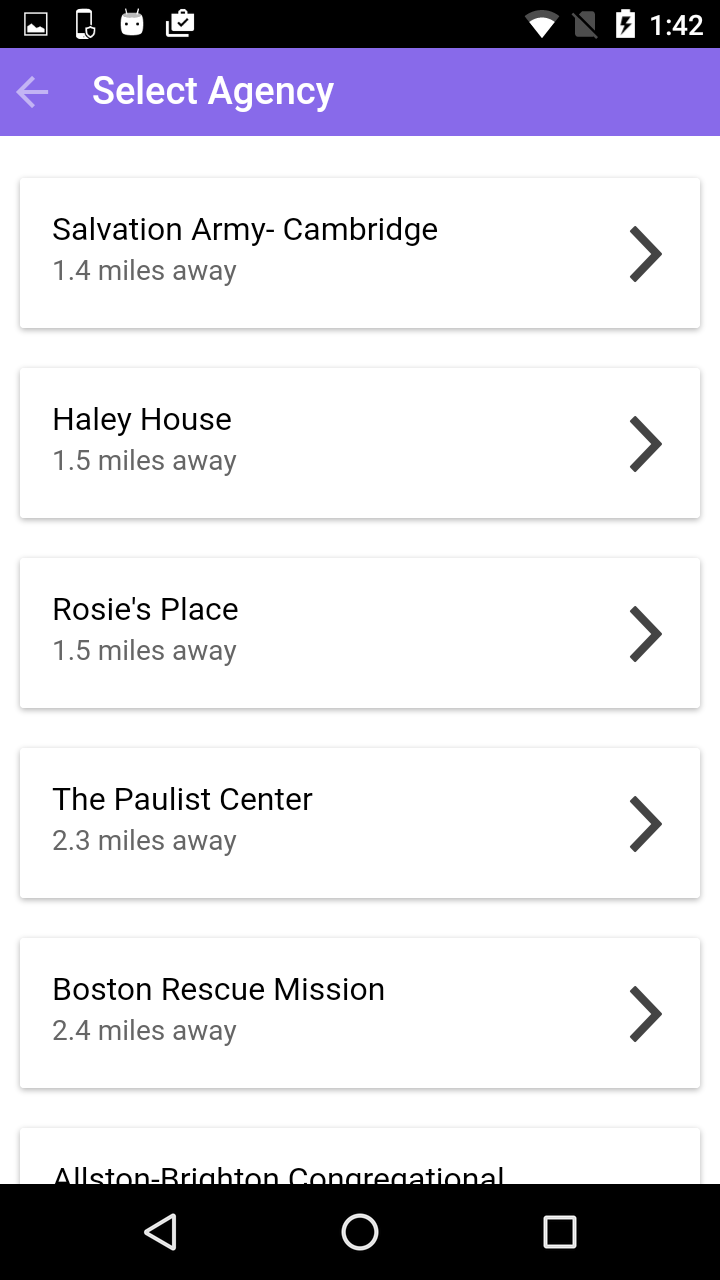 1:42
Select Agency
Salvation Army- Cambridge
1.4 miles away
Haley House
1.5 miles away
Rosie's Place
1.5 miles away
The Paulist Center
2.3 miles away
Boston Rescue Mission
2.4 miles away
Allston-Brighton Congregational